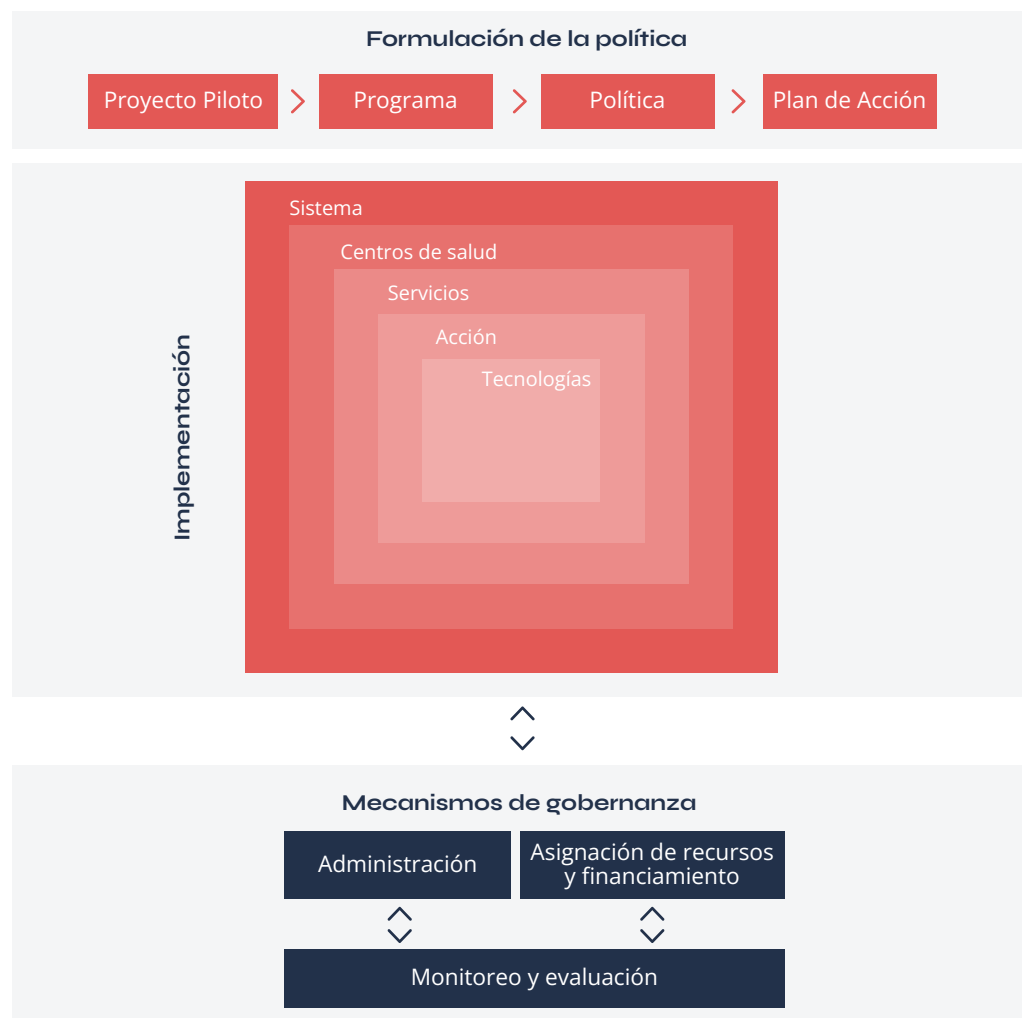 Formulación de la política
Proyecto Piloto
Programa
Política
Plan de Acción
Implementación
Sistema
Centros de salud
Servicios
Acción
Tecnologías
Mecanismos de gobernanza
Administración
Asignación de recursos
y financiamiento
Monitoreo y evaluación